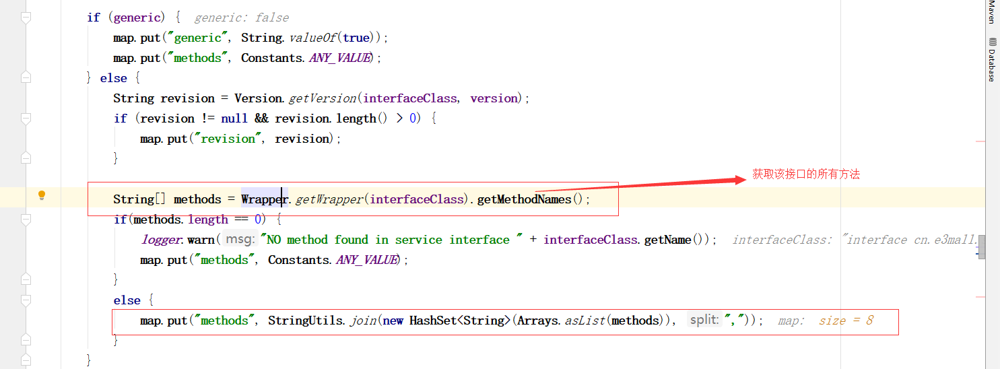 if (generic) { generic: false
map.put("generic", String.valueOf(true));
map.put("methods", Constants.ANY_VALUE);
} else {
String revision = Version.getVersion(interfaceClass, version);
if (revision != null && revision.length() > 0) {
map.put("revision", revision);
}
String[] methods = Wrapper.getWrapper(interfaceClass).getMethodNames();
获取该接口的所有方法
if(methods.length == 0) {
logger.warn( msg: "NO method found in service interface " + interfaceClass.getName()); interfaceClass: "interface cn.e3mall.
map.put("methods", Constants.ANY_VALUE);
}
else {
map.put("methods", StringUtils.join(new HashSet<String>(Arrays.asList(methods)), split: ",")); map: size = 8
}
}
Maven
Database